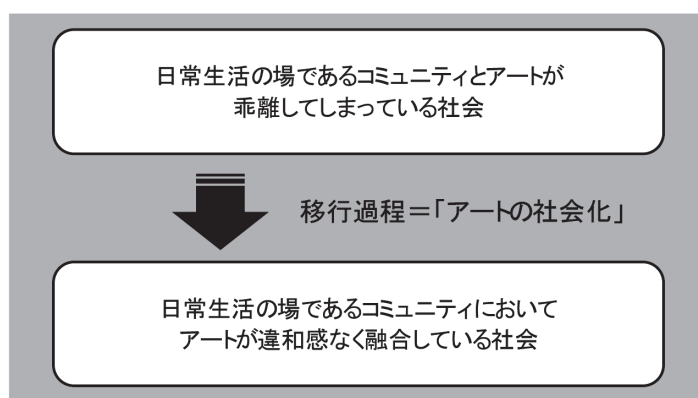 日常生活の場であるコミュニティとアートが
乖離してしまっている社会
移行過程＝「アートの社会化」
日常生活の場であるコミュニティにおいて
アートが違和感なく融合している社会